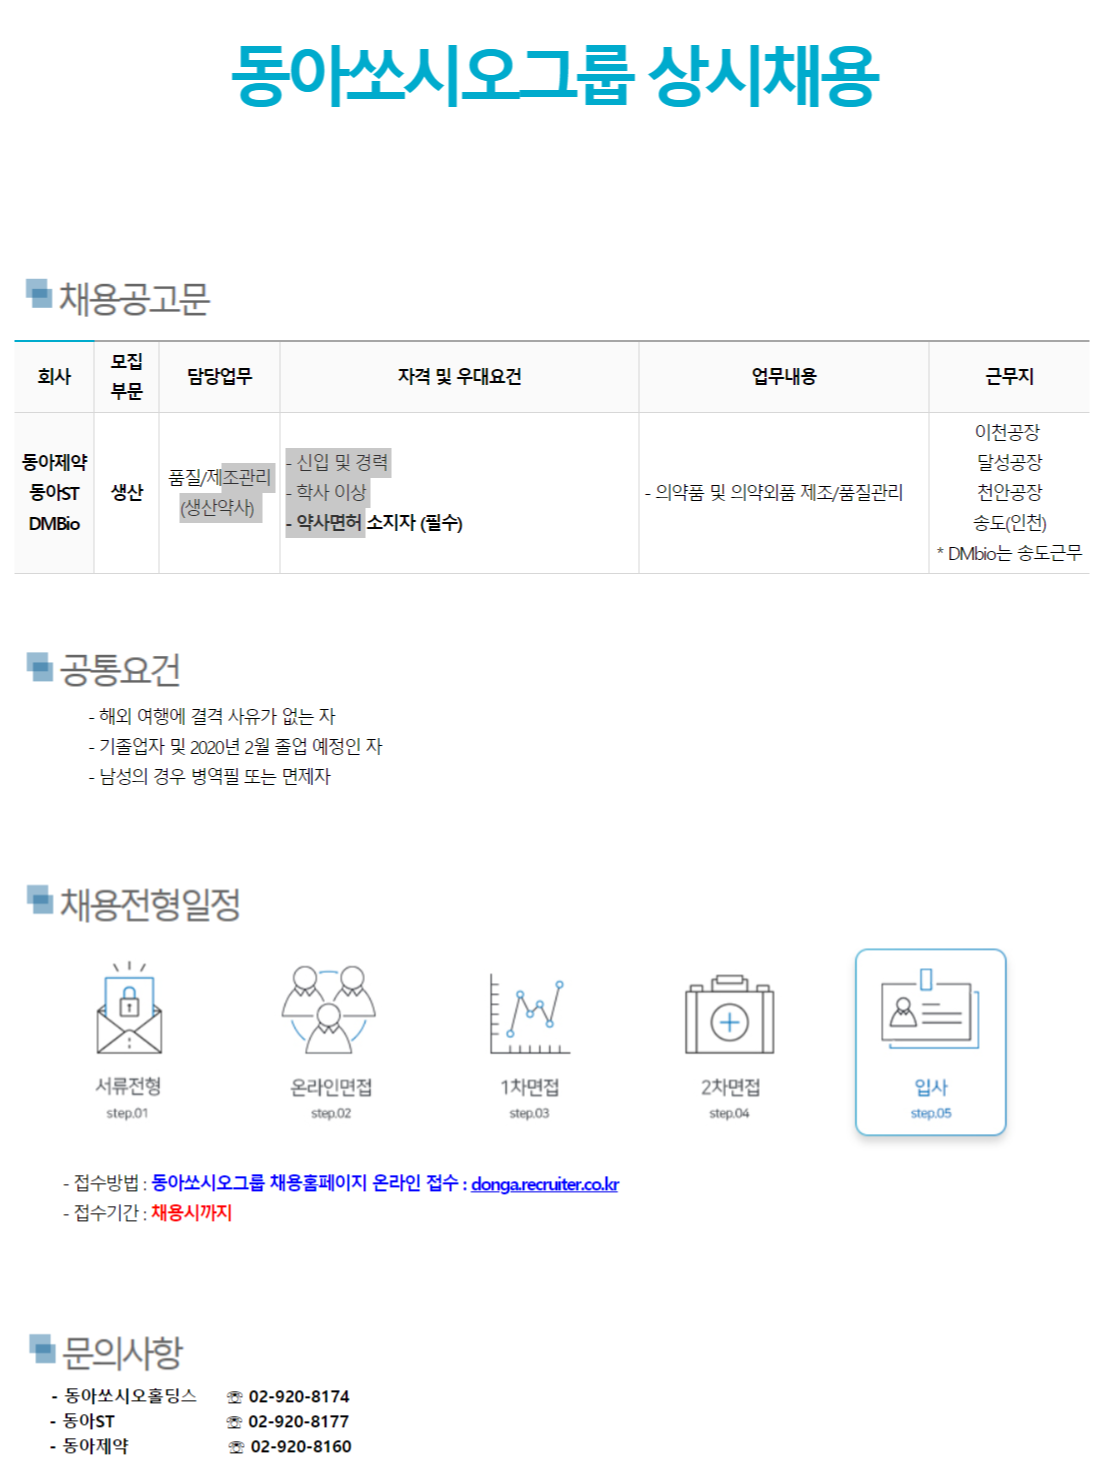 동아쏘시오그룹 상시채용
채용공고문
회사
모집
부문
담당업무
자격 및 우대요건
업무내용
근무지
동아제약
동아ST
DMBio
생산
품질/제조관리
(생산약사)
- 신입 및 경력
- 학사 이상
- 약사면허 소지자 (필수)
- 의약품 및 의약외품 제조/품질관리
이천공장
달성공장
천안공장
송도(인천)
* DMbio는 송도근무
공통요건
- 해외 여행에 결격 사유가 없는 자
- 기졸업자 및 2020년 2월 졸업 예정인 자
- 남성의 경우 병역필 또는 면제자
채용전형일정
서류전형
step.01
온라인면접
step.02
1차면접
step.03
2차면접
step.04
입사
step.05
- 접수방법 : 동아쏘시오그룹 채용홈페이지 온라인 접수 : donga.recruiter.co.kr
- 접수기간 : 채용시까지
문의사항
- 동아쏘시오홀딩스 ☏ 02-920-8174
- 동아ST ☏ 02-920-8177
- 동아제약 ☏ 02-920-8160